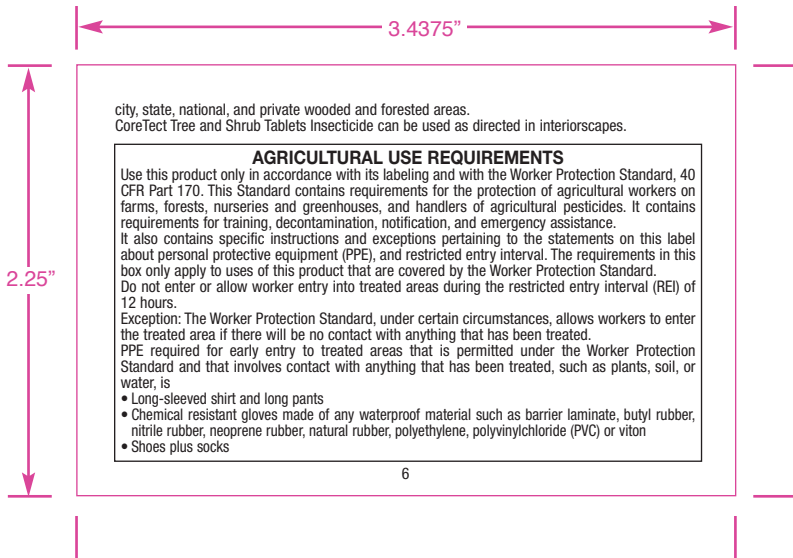 3.4375”
2.25”
city, state, national, and private wooded and forested areas.
CoreTect Tree and Shrub Tablets Insecticide can be used as directed in interiorscapes.
AGRICULTURAL USE REQUIREMENTS
Use this product only in accordance with its labeling and with the Worker Protection Standard, 40
CFR Part 170. This Standard contains requirements for the protection of agricultural workers on
farms, forests, nurseries and greenhouses, and handlers of agricultural pesticides. It contains
requirements for training, decontamination, notification, and emergency assistance.
It also contains specific instructions and exceptions pertaining to the statements on this label
about personal protective equipment (PPE), and restricted entry interval. The requirements in this
box only apply to uses of this product that are covered by the Worker Protection Standard.
Do not enter or allow worker entry into treated areas during the restricted entry interval (REI) of
12 hours.
Exception: The Worker Protection Standard, under certain circumstances, allows workers to enter
the treated area if there will be no contact with anything that has been treated.
PPE required for early entry to treated areas that is permitted under the Worker Protection
Standard and that involves contact with anything that has been treated, such as plants, soil, or
water, is
• Long-sleeved shirt and long pants
• Chemical resistant gloves made of any waterproof material such as barrier laminate, butyl rubber,
nitrile rubber, neoprene rubber, natural rubber, polyethylene, polyvinylchloride (PVC) or viton
• Shoes plus socks
6